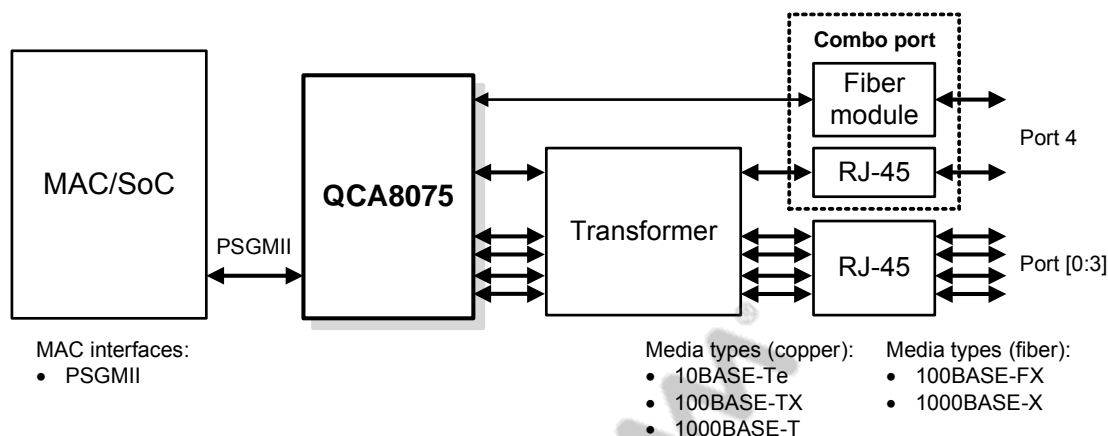 Combo port
Fiber
module
Port 4
MAC/SoC
QCA8075
RJ-45
Transformer
PSGMII
RJ-45
Port [0:3]
MAC interfaces:
• PSGMII
Media types (copper):
• 10BASE-Te
• 100BASE-TX
• 1000BASE-T
Media types (fiber):
• 100BASE-FX
• 1000BASE-X